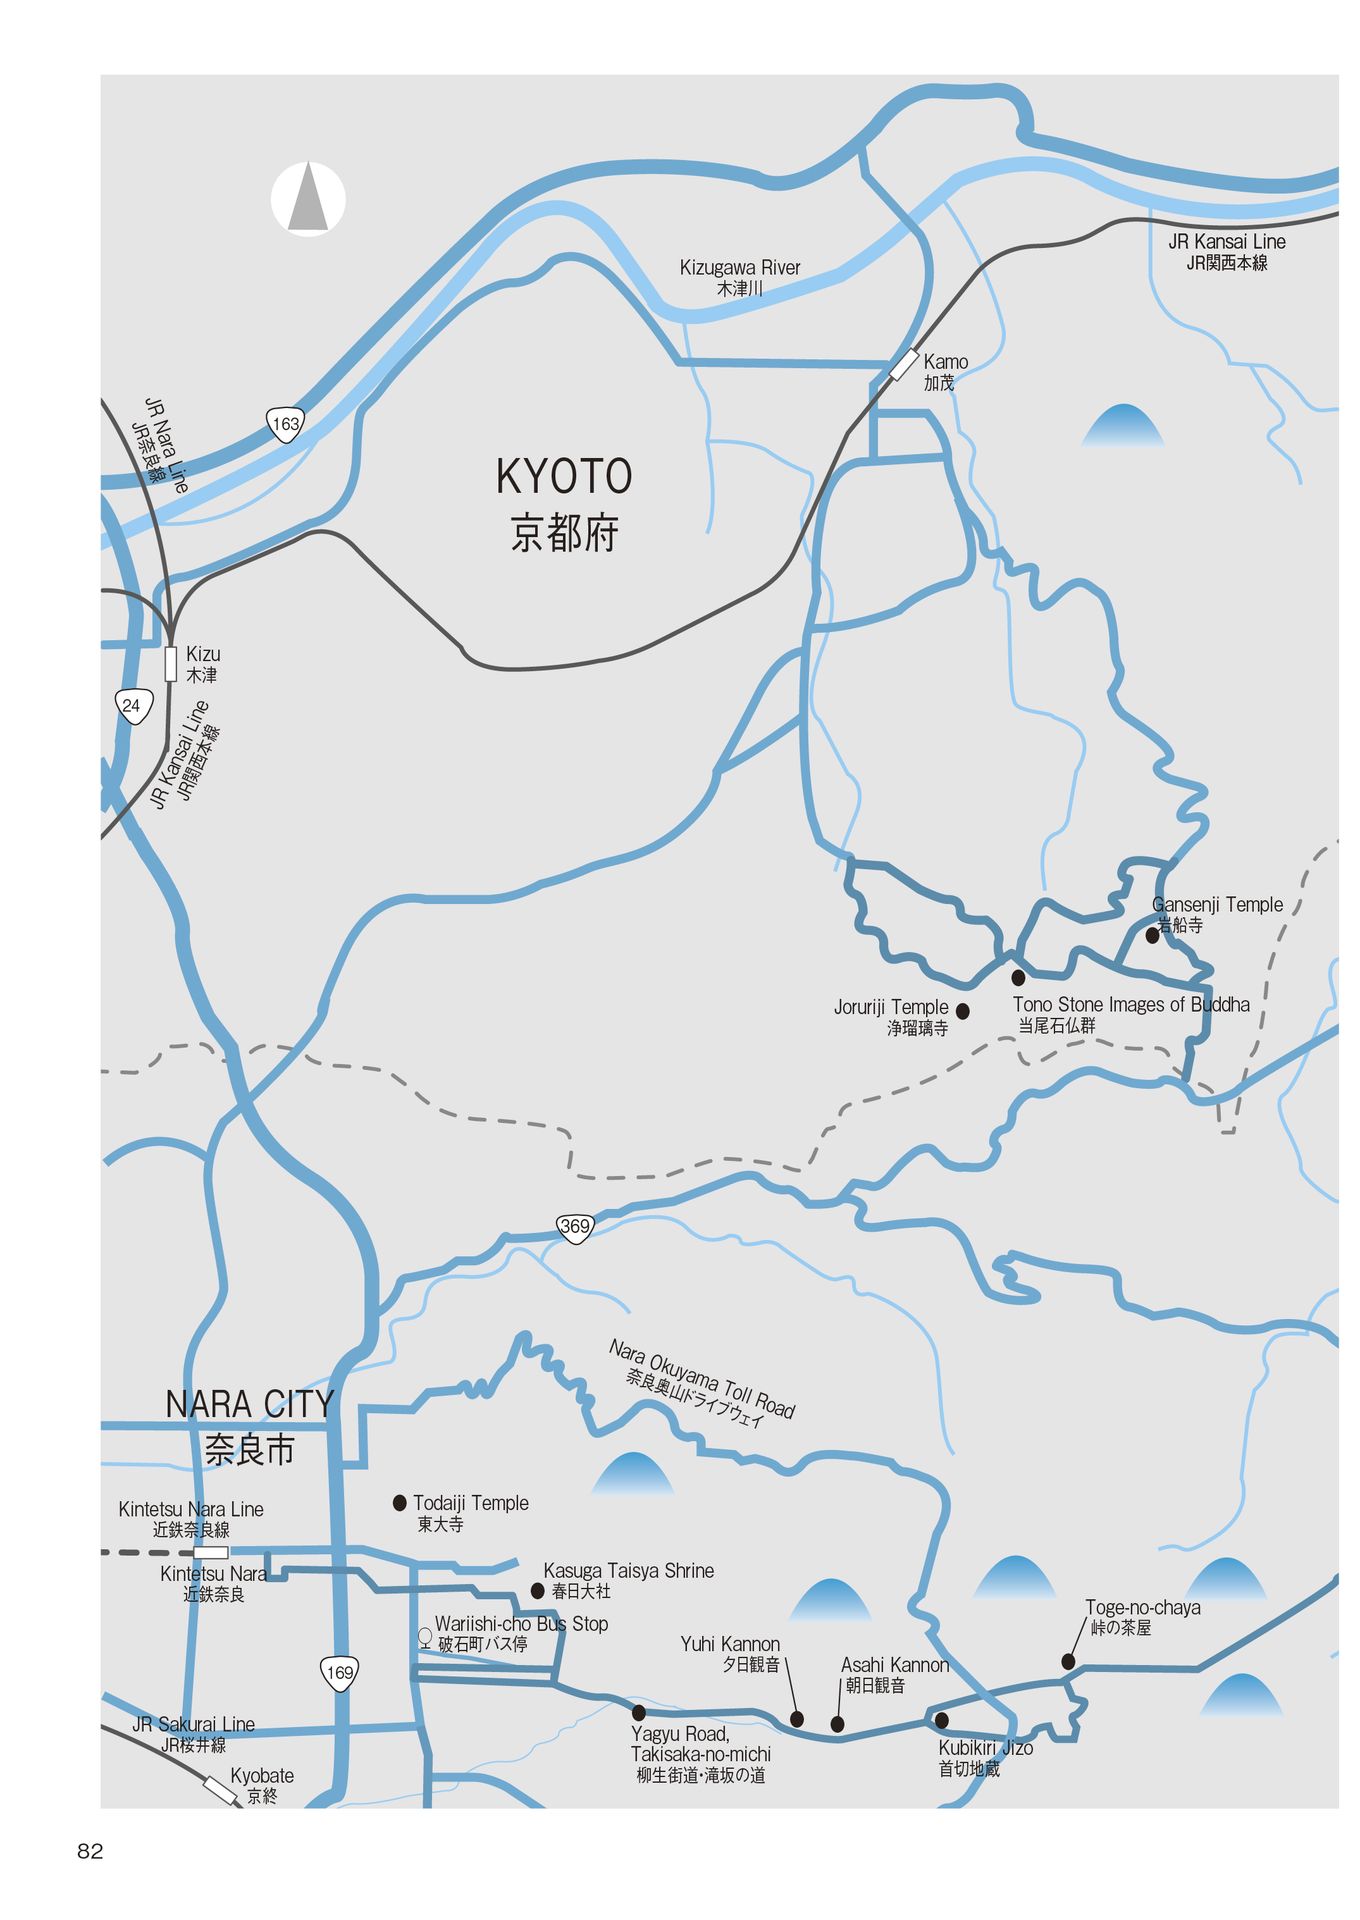 JR Kansai Line
JR関西本線
Kizugawa River
木津川
Kamo
加茂
JR Nara Line
JR奈良線
163
KYOTO
京都府
Kizu
木津
24
JR Kansai Line
JR関西本線
Gansenji Temple
岩船寺
Joruriji Temple
浄瑠璃寺
Tono Stone Images of Buddha
当尾石仏群
369
Nara Okuyama Toll Road
奈良奥山ドライブウェイ
NARA CITY
奈良市
Todaiji Temple
東大寺
Kintetsu Nara Line
近鉄奈良線
Kintetsu Nara
近鉄奈良
Kasuga Taisya Shrine
春日大社
Wariishi-cho Bus Stop
破石町バス停
Toge-no-chaya
峠の茶屋
Yuhi Kannon
夕日観音
Asahi Kannon
朝日観音
169
JR Sakurai Line
JR桜井線
Yagyu Road,
Takisaka-no-michi
柳生街道・滝坂の道
Kubikiri Jizo
首切地蔵
Kyobate
京終
82